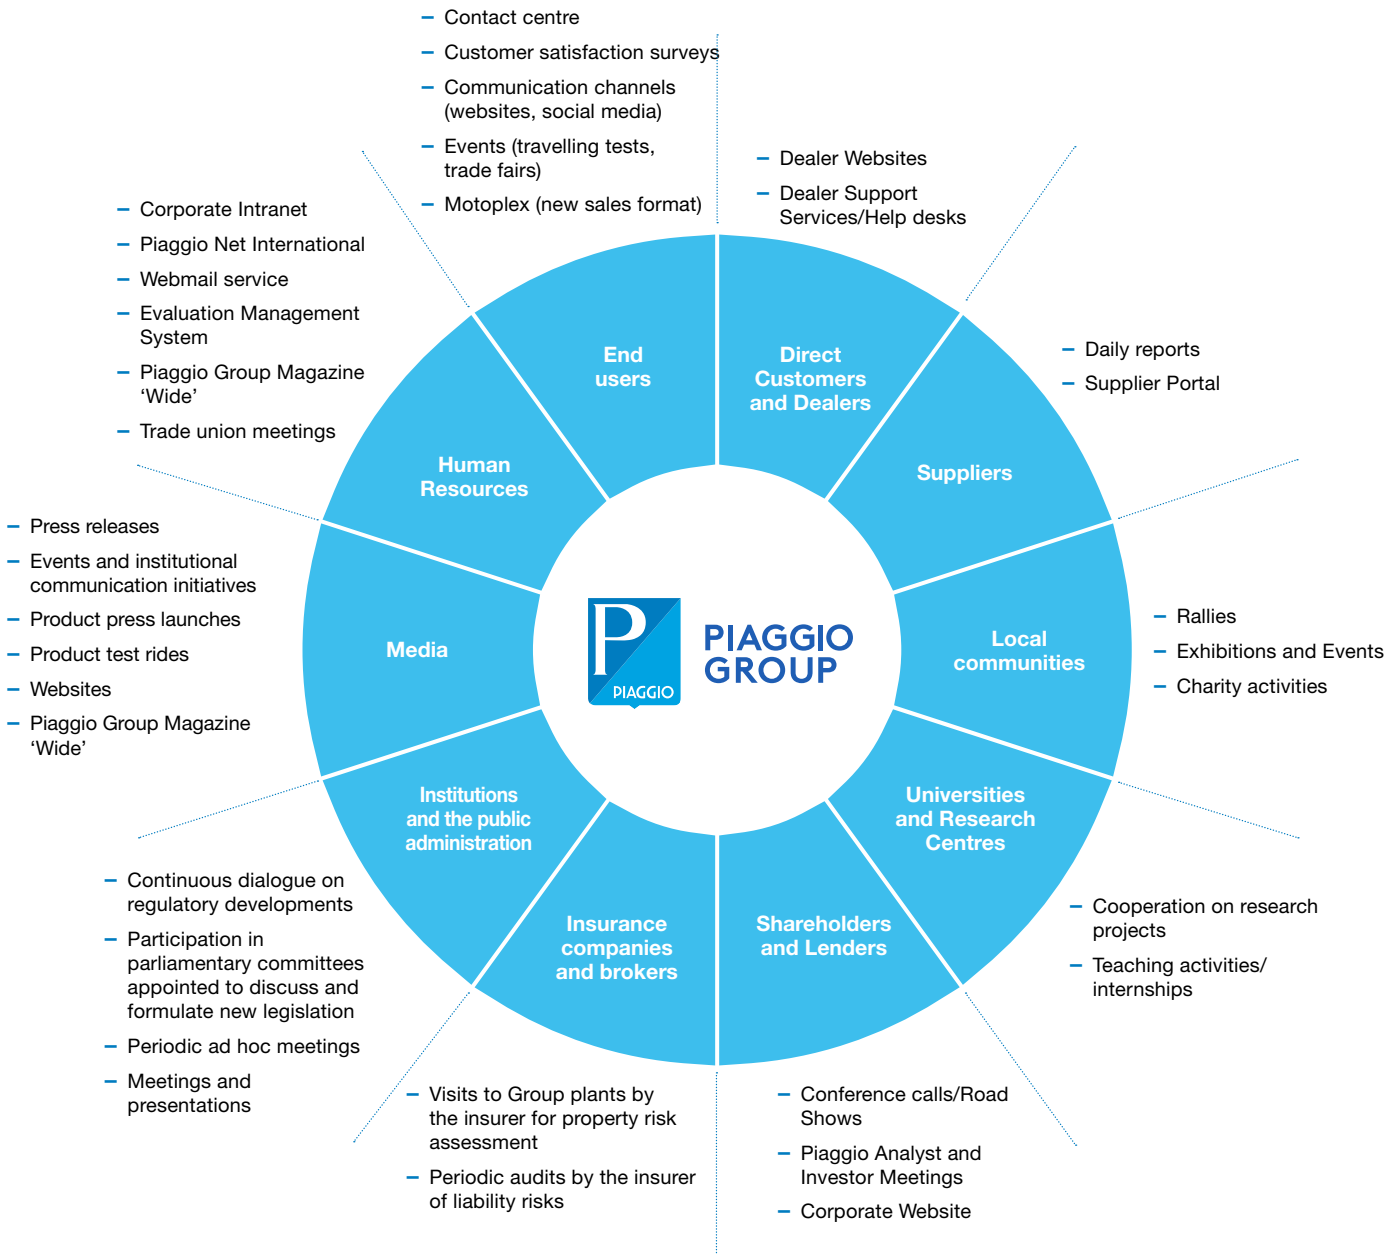 – Contact centre
– Customer satisfaction surveys
– Communication channels
(websites, social media)
– Events (travelling tests,
trade fairs)
– Motoplex (new sales format)
– Dealer Websites
– Dealer Support
Services/Help desks
– Corporate Intranet
– Piaggio Net International
– Webmail service
– Evaluation Management
System
– Piaggio Group Magazine
‘Wide’
– Trade union meetings
– Daily reports
– Supplier Portal
End
users
Direct
Customers
and Dealers
Human
Resources
Suppliers
– Press releases
– Events and institutional
communication initiatives
– Product press launches
– Product test rides
– Websites
– Piaggio Group Magazine
‘Wide’
Media
P
PIAGGIO
PIAGGIO
GROUP
Local
communities
– Rallies
– Exhibitions and Events
– Charity activities
Institutions
and the public
administration
Universities
and Research
Centres
– Continuous dialogue on
regulatory developments
– Participation in
parliamentary committees
appointed to discuss and
formulate new legislation
– Periodic ad hoc meetings
– Meetings and
presentations
Insurance
companies
and brokers
Shareholders
and Lenders
– Cooperation on research
projects
– Teaching activities/
internships
– Visits to Group plants by
the insurer for property risk
assessment
– Periodic audits by the insurer
of liability risks
– Conference calls/Road
Shows
– Piaggio Analyst and
Investor Meetings
– Corporate Website